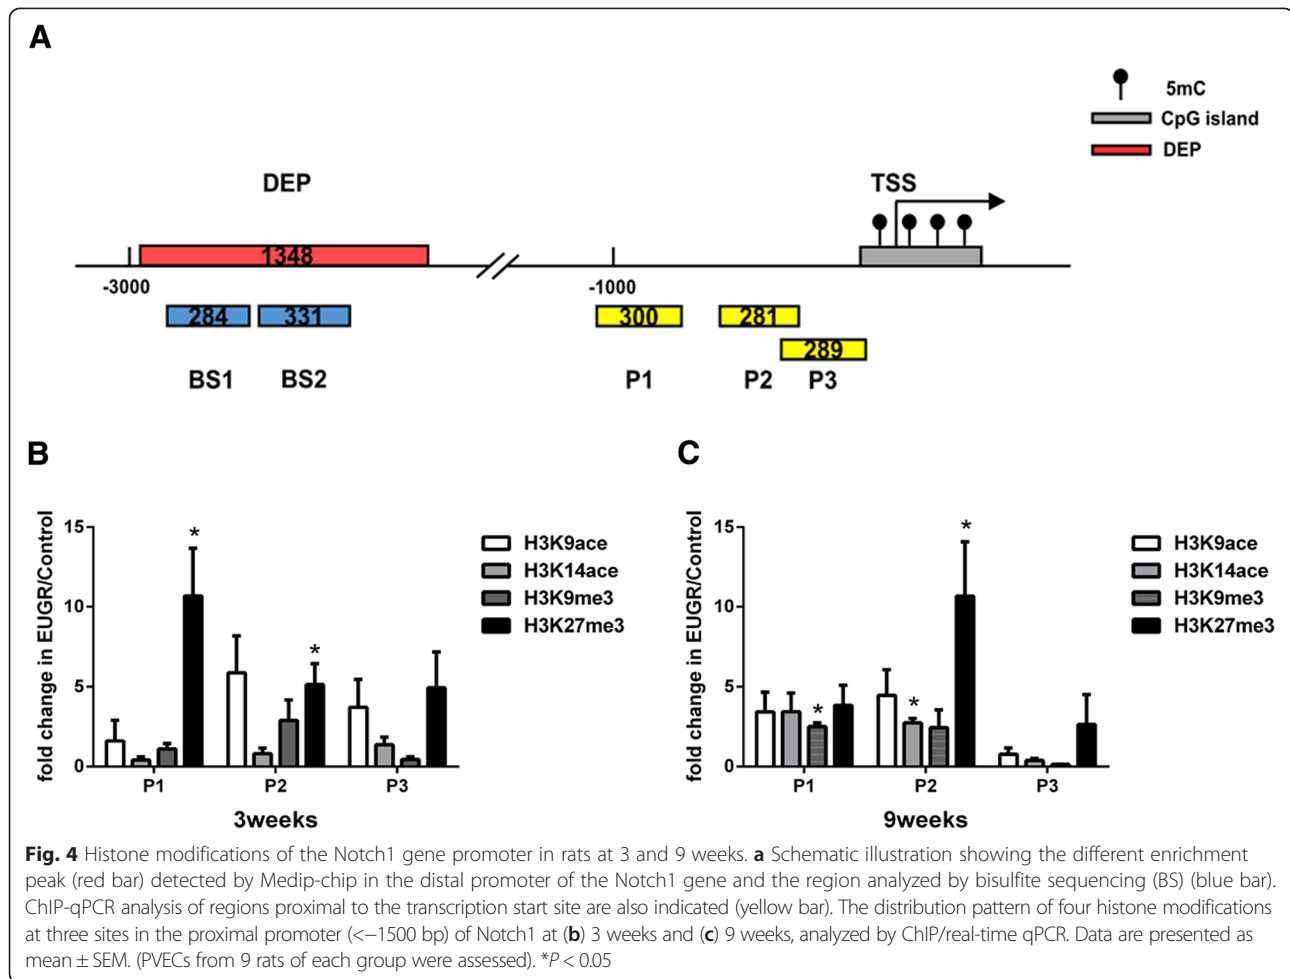 A
5mC
CpG island
DEP
DEP
TSS
1348
-3000
-1000
284
331
300
281
289
BS1
BS2
P1
P2
P3
B
fold change in EUGR/Control
15
10
5
0
*
*
P1
P2
P3
3weeks
H3K9ace
H3K14ace
H3K9me3
H3K27me3
C
fold change in EUGR/Control
15
10
5
0
*
*
*
P1
P2
P3
9weeks
H3K9ace
H3K14ace
H3K9me3
H3K27me3
Fig. 4 Histone modifications of the Notch1 gene promoter in rats at 3 and 9 weeks. a Schematic illustration showing the different enrichment
peak (red bar) detected by Medip-chip in the distal promoter of the Notch1 gene and the region analyzed by bisulfite sequencing (BS) (blue bar).
ChIP-qPCR analysis of regions proximal to the transcription start site are also indicated (yellow bar). The distribution pattern of four histone modifications
at three sites in the proximal promoter (<−1500 bp) of Notch1 at (b) 3 weeks and (c) 9 weeks, analyzed by ChIP/real-time qPCR. Data are presented as
mean ± SEM. (PVECs from 9 rats of each group were assessed). *P < 0.05